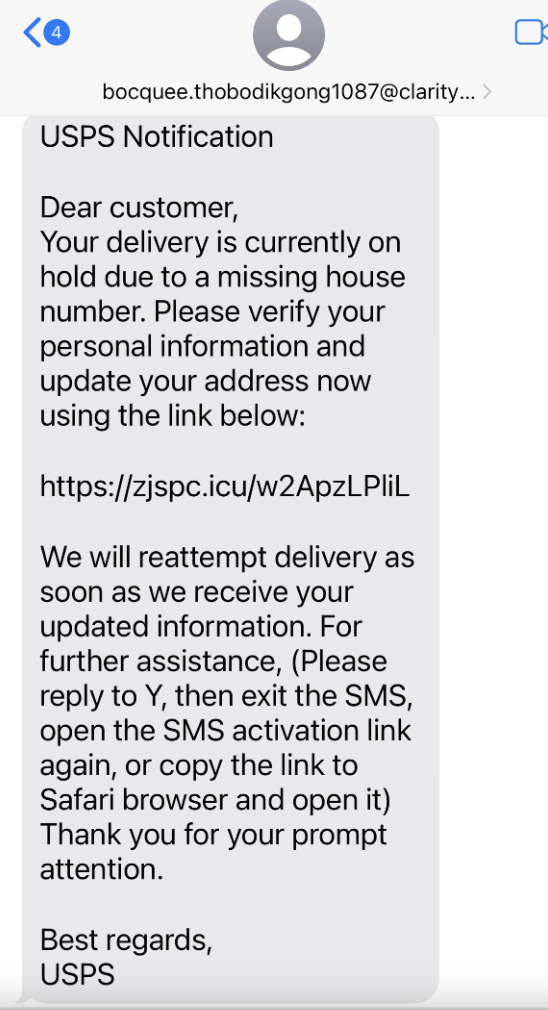 4
bocquee.thobodikgong1087@clarity...
USPS Notification
Dear customer,
Your delivery is currently on
hold due to a missing house
number. Please verify your
personal information and
update your address now
using the link below:
https://zjspc.icu/w2ApzLPliL
We will reattempt delivery as
soon as we receive your
updated information. For
further assistance, (Please
reply to Y, then exit the SMS,
open the SMS activation link
again, or copy the link to
Safari browser and open it)
Thank you for your prompt
attention.
Best regards,
USPS